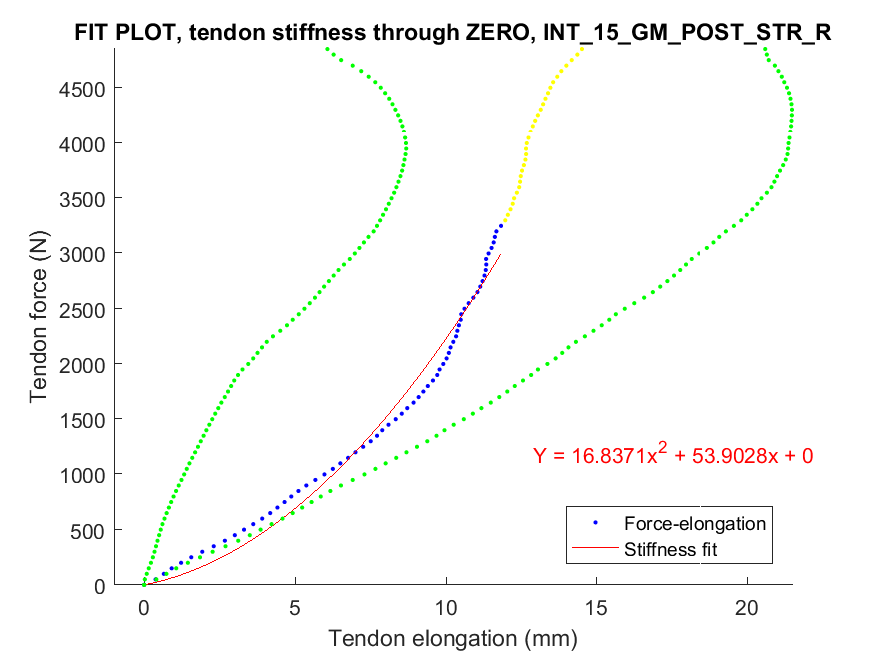 FIT PLOT, tendon stiffness through ZERO, INT_15_GM_POST_STR_R
4500
4000
3500
3000
2500
2000
1500
1000
500
0
Tendon force (N)
Y = 16.8371x² + 53.9028x + 0
Force-elongation
Stiffness fit
0 5 10 15 20
Tendon elongation (mm)